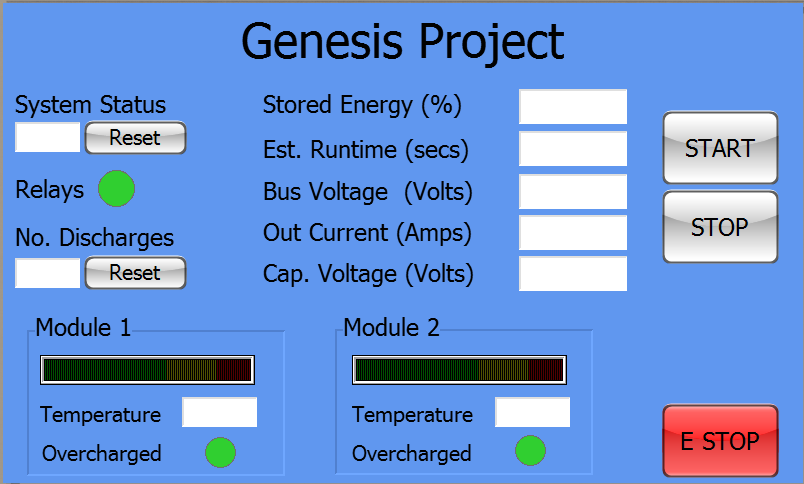 Genesis Project
System Status
Reset
Relays
No. Discharges
Reset
Stored Energy (%)
Est. Runtime (secs)
Bus Voltage (Volts)
Out Current (Amps)
Cap. Voltage (Volts)
START
STOP
Module 1
Temperature
Overcharged
Module 2
Temperature
Overcharged
E STOP